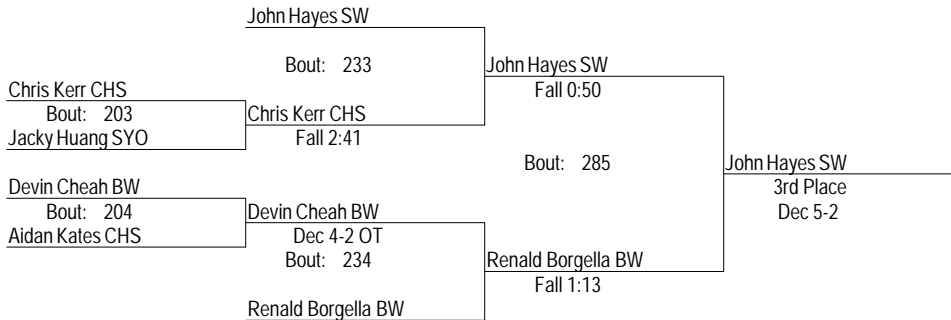 John Hayes SW
Bout: 233
John Hayes SW
Fall 0:50
Chris Kerr CHS
Bout: 203
Jacky Huang SYO
Chris Kerr CHS
Fall 2:41
Bout: 285
John Hayes SW
3rd Place
Dec 5-2
Devin Cheah BW
Bout: 204
Aidan Kates CHS
Devin Cheah BW
Dec 4-2 OT
Bout: 234
Renald Borgella BW
Fall 1:13
Renald Borgella BW